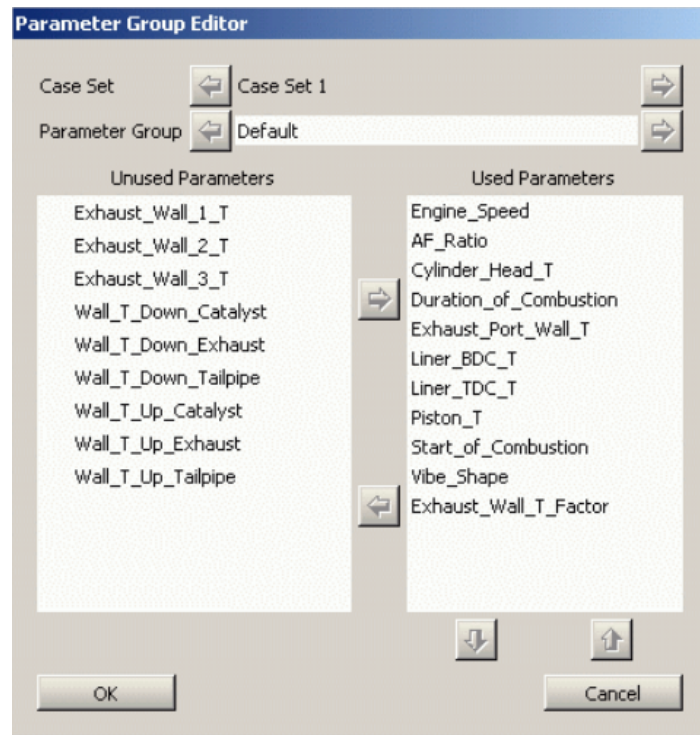 Parameter Group Editor
Case Set
Case Set 1
Parameter Group
Default
Unused Parameters
Exhaust_Wall_1_T
Exhaust_Wall_2_T
Exhaust_Wall_3_T
Wall_T_Down_Catalyst
Wall_T_Down_Exhaust
Wall_T_Down_Tailpipe
Wall_T_Up_Catalyst
Wall_T_Up_Exhaust
Wall_T_Up_Tailpipe
Used Parameters
Engine_Speed
AF_Ratio
Cylinder_Head_T
Duration_of_Combustion
Exhaust_Port_Wall_T
Liner_BDC_T
Liner_TDC_T
Piston_T
Start_of_Combustion
Vibe_Shape
Exhaust_Wall_T_Factor
OK
Cancel